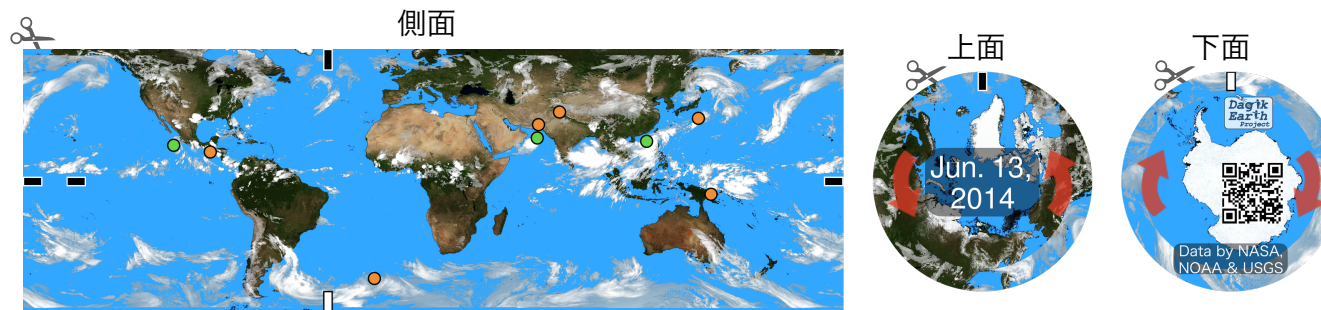 側面
上面
下面
Jun. 13,
2014
Dagik
Earth
Project
Data by NASA,
NOAA & USGS